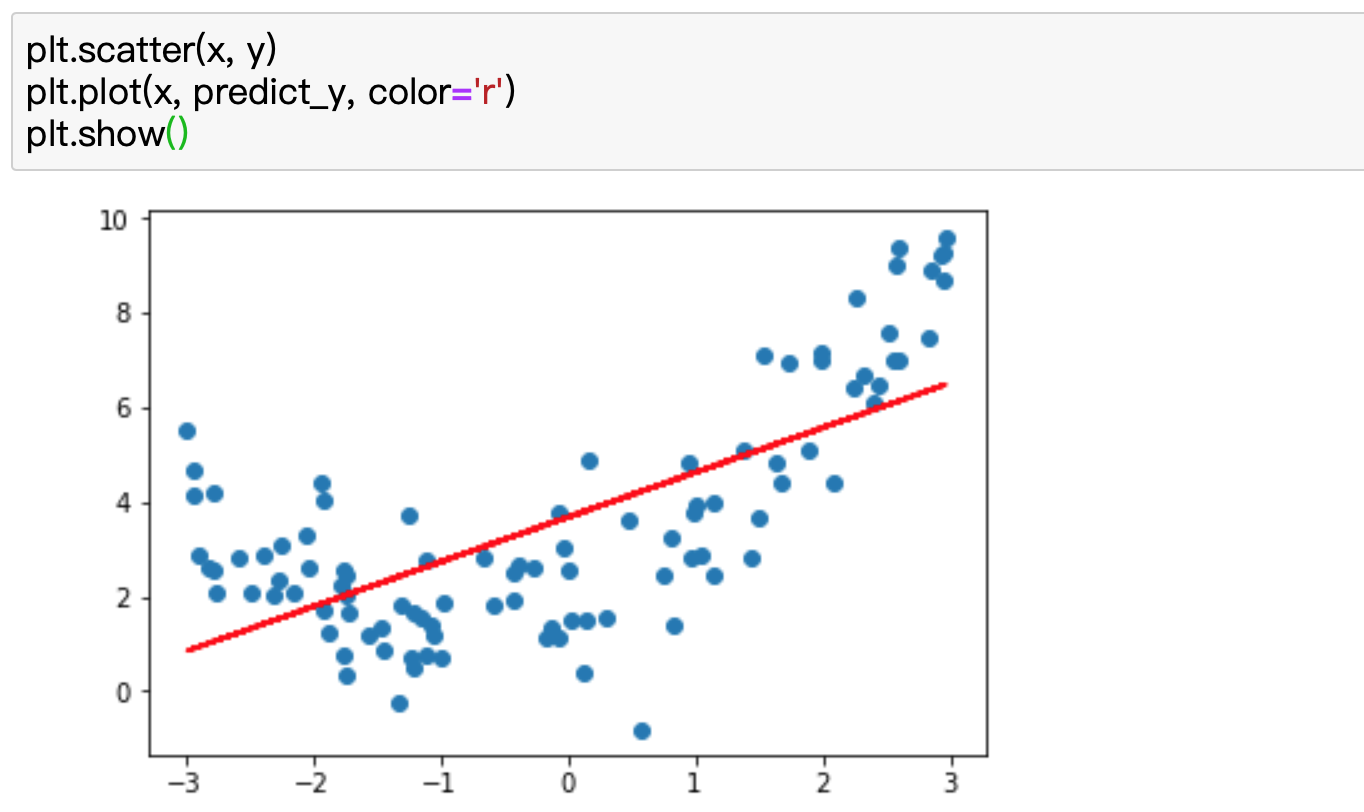 plt.scatter(x, y)
plt.plot(x, predict_y, color='r')
plt.show()
10
8
6
4
2
0
−3 −2 −1 0 1 2 3